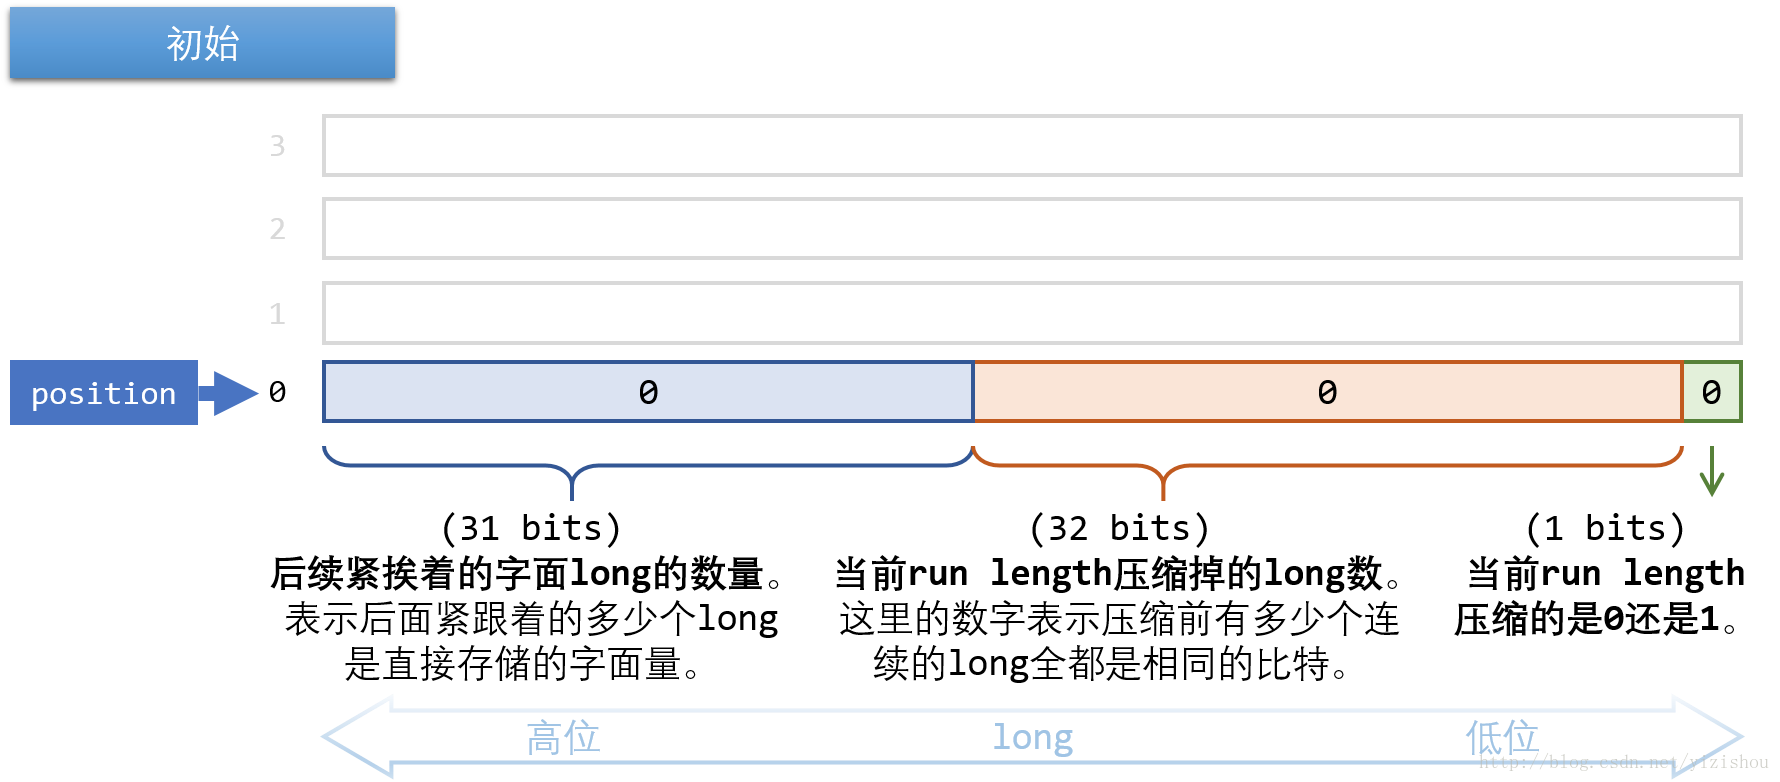 初始
3
2
1
position
0
0
0
0
(31 bits)
后续紧挨着的字面long的数量。
表示后面紧跟着的多少个long
是直接存储的字面量。
(32 bits)
当前run length压缩掉的long数。
这里的数字表示压缩前有多少个连
续的long全都是相同的比特。
(1 bits)
当前run length
压缩的是0还是1。
高位
long
低位
http://blog.csdn.net/yizishou